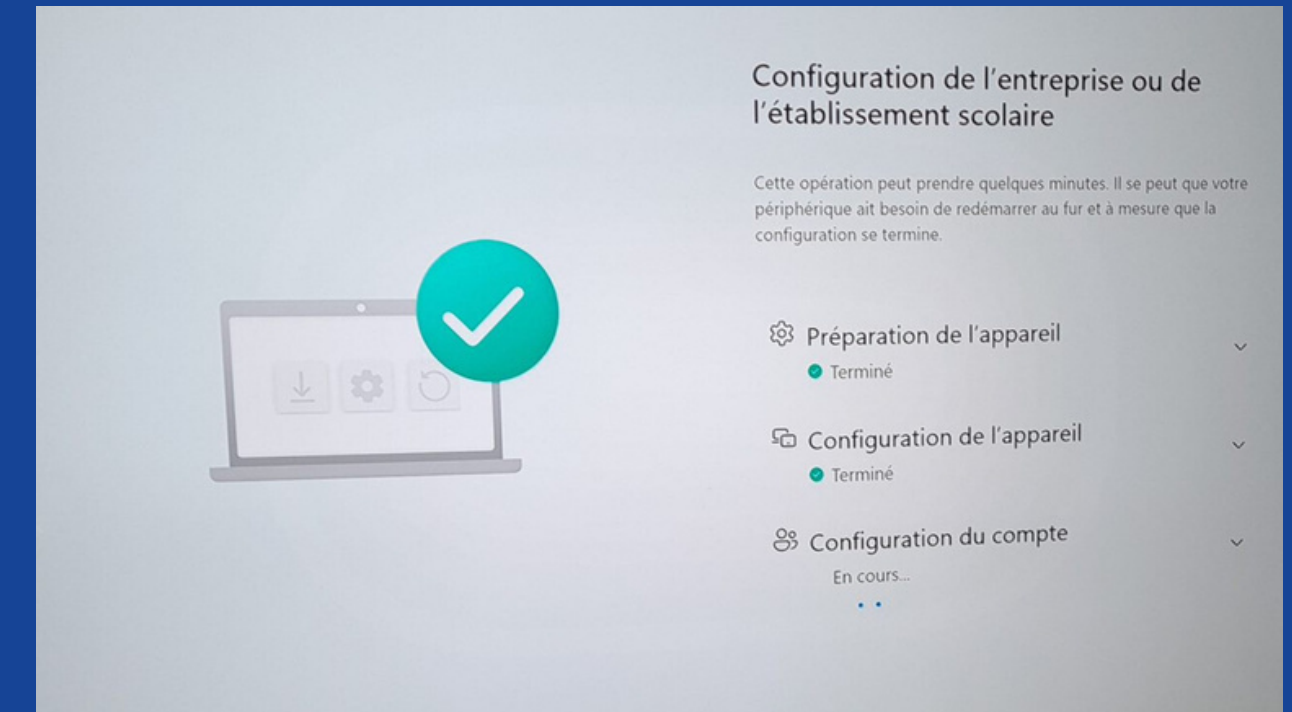 Configuration de l'entreprise ou de
l'établissement scolaire
Cette opération peut prendre quelques minutes. Il se peut que votre
périphérique ait besoin de redémarrer au fur et à mesure que la
configuration se termine.
Préparation de l'appareil
Terminé
Configuration de l'appareil
Terminé
Configuration du compte
En cours...